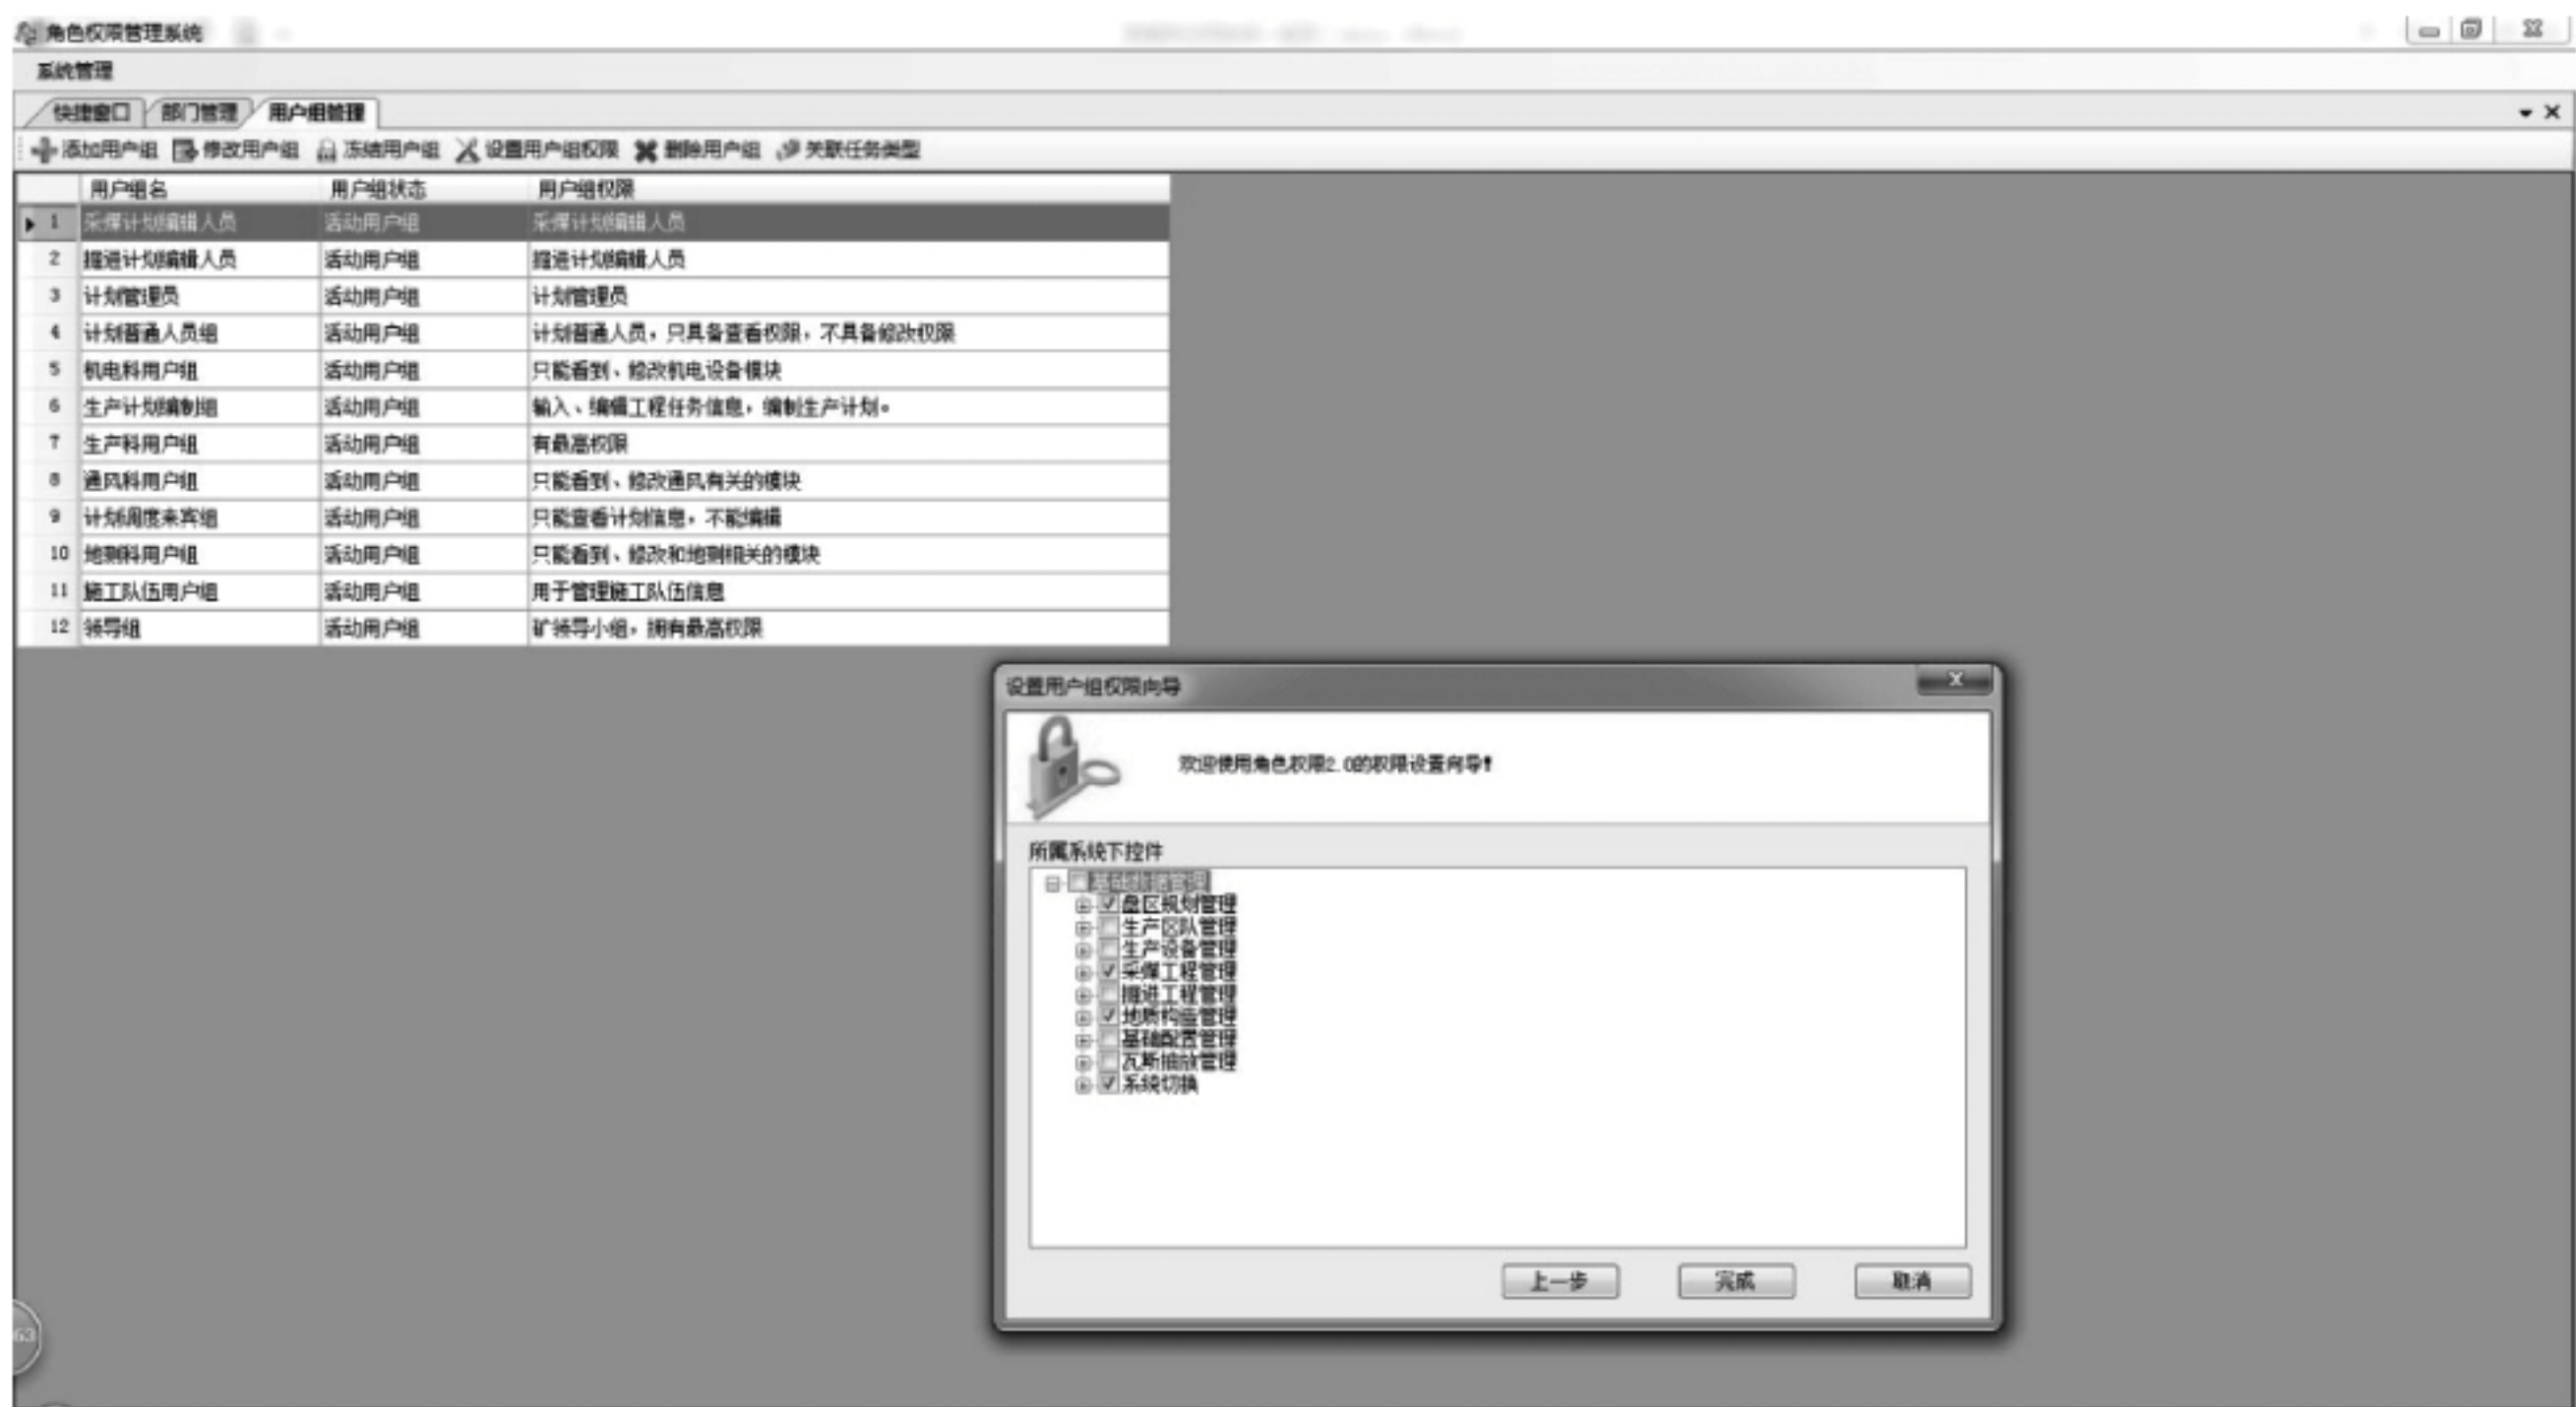 角色权限管理系统
系统管理
快捷窗口 部门管理 用户组管理
添加用户组 修改用户组 冻结用户组 设置用户组权限 删除用户组 关联任务类型
用户组名 用户组状态 用户组权限
1 采煤计划编辑人员 活动用户组 采煤计划编辑人员
2 掘进计划编辑人员 活动用户组 掘进计划编辑人员
3 计划管理员 活动用户组 计划管理员
4 计划普通人员组 活动用户组 计划普通人员，只具备查看权限，不具备修改权限
5 机电科用户组 活动用户组 只能看到、修改机电设备模块
6 生产计划编制组 活动用户组 输入、编辑工程任务信息，编制生产计划。
7 生产科用户组 活动用户组 有最高权限
8 通风科用户组 活动用户组 只能看到、修改通风有关的模块
9 计划调度来宾组 活动用户组 只能查看计划信息，不能编辑
10 地测科用户组 活动用户组 只能看到、修改和地测相关的模块
11 施工队伍用户组 活动用户组 用于管理施工队伍信息
12 领导组 活动用户组 矿领导小组，拥有最高权限
设置用户组权限向导
欢迎使用角色权限2.0的权限设置向导!
所属系统下控件
盘区规划管理
生产区队管理
生产设备管理
采煤工程管理
掘进工程管理
地质构造管理
基础配置管理
瓦斯抽放管理
系统切换
上一步 完成 取消
63